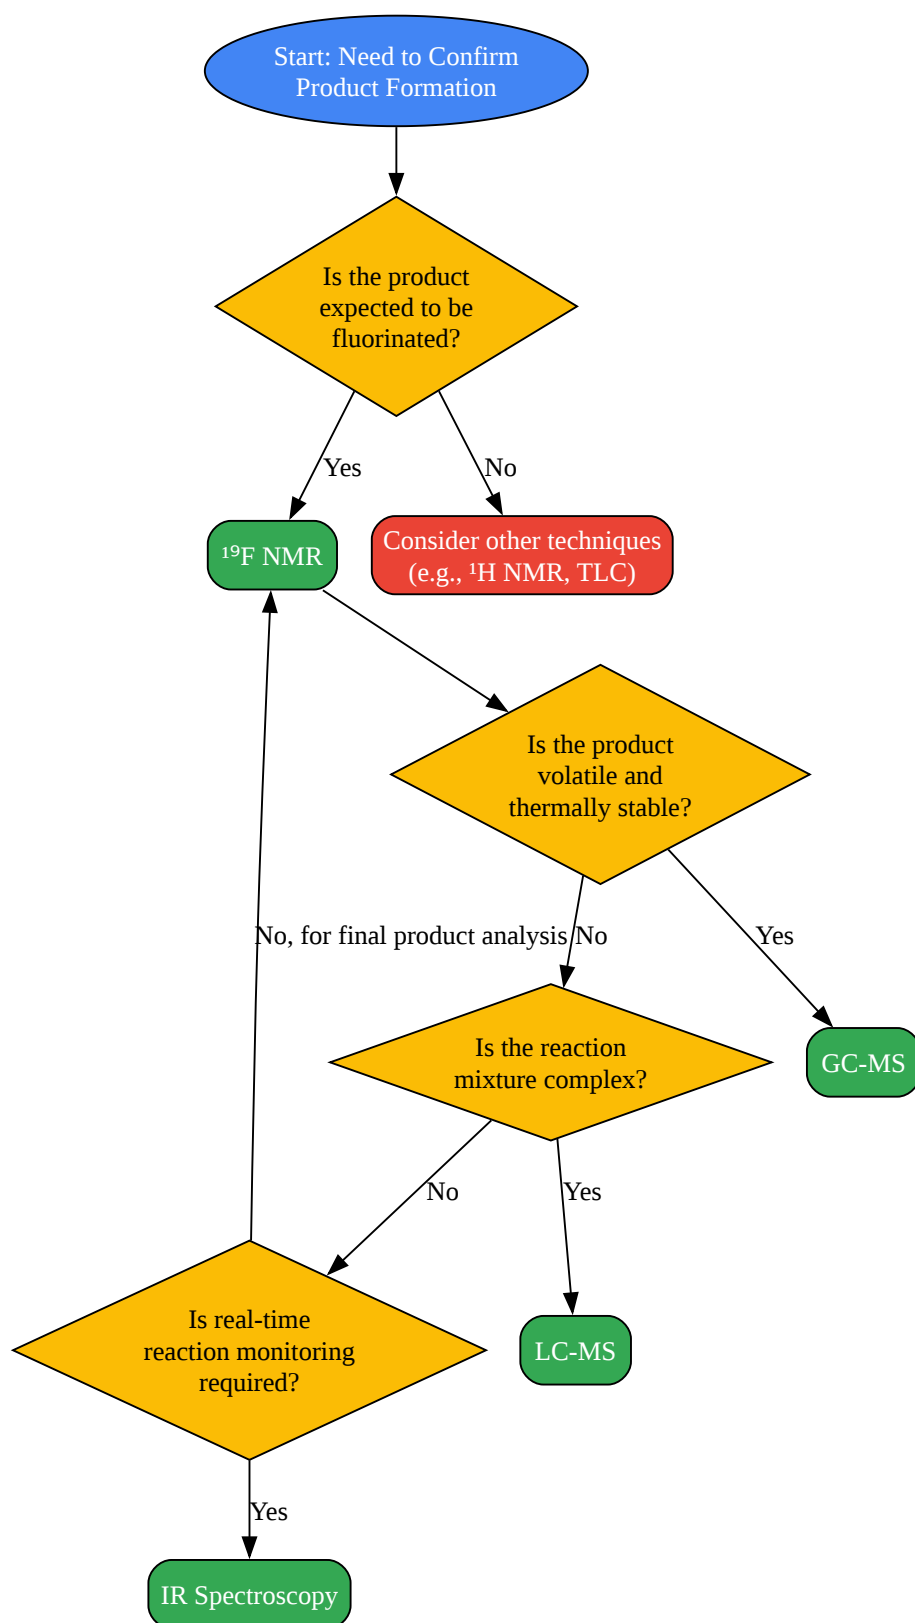 Start: Need to Confirm
Product Formation
Is the product
expected to be
fluorinated?
Yes
No
¹⁹F NMR
Consider other techniques
(e.g., ¹H NMR, TLC)
Is the product
volatile and
thermally stable?
No, for final product analysis
No
Yes
Is the reaction
mixture complex?
GC-MS
No
Yes
Is real-time
reaction monitoring
required?
LC-MS
Yes
IR Spectroscopy